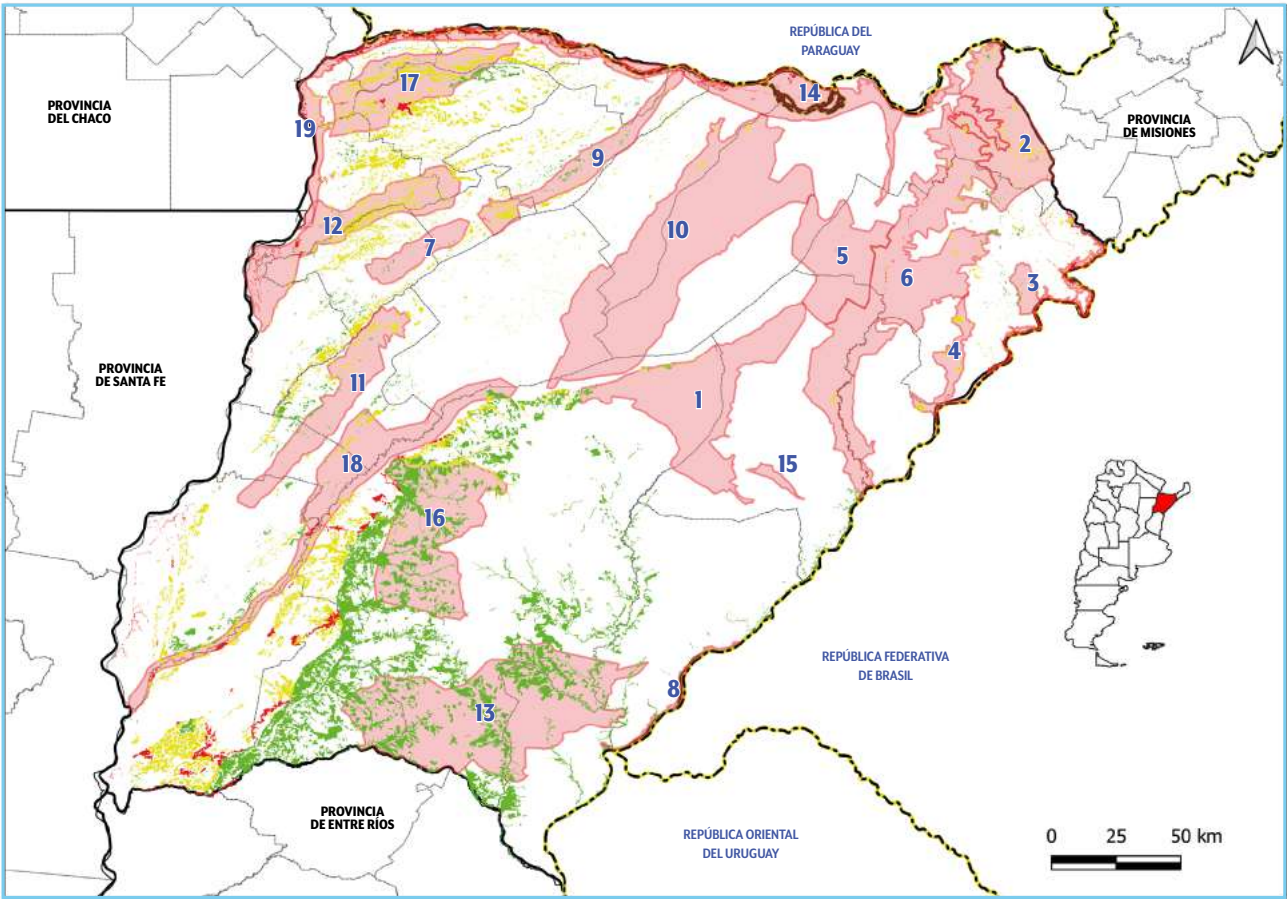 REPÚBLICA DEL
PARAGUAY
PROVINCIA
DEL CHACO
PROVINCIA
DE MISIONES
PROVINCIA
DE SANTA FE
REPÚBLICA FEDERATIVA
DE BRASIL
PROVINCIA
DE ENTRE RÍOS
REPÚBLICA ORIENTAL
DEL URUGUAY
17
14
19
2
9
12
7
10
5
6
3
11
4
1
18
15
16
8
13
0 25 50 km